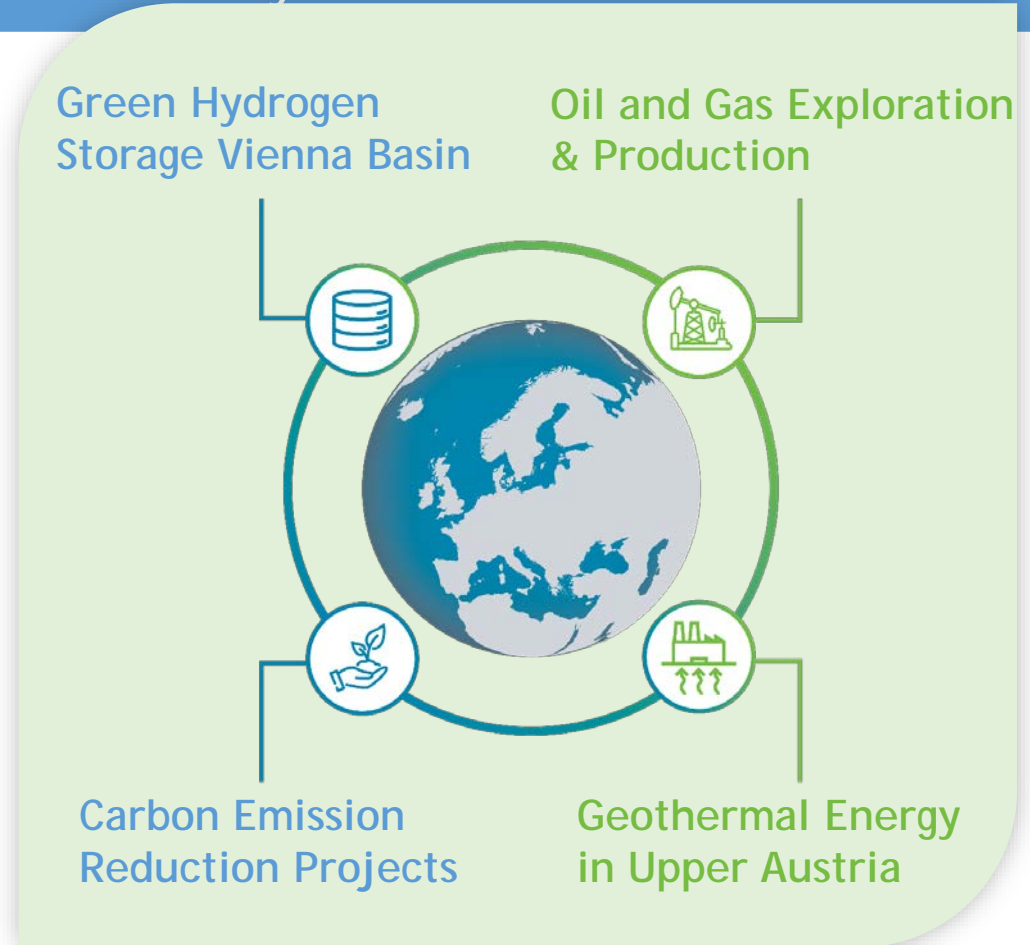 Green Hydrogen
Storage Vienna Basin
Oil and Gas Exploration
& Production
Carbon Emission
Reduction Projects
Geothermal Energy
in Upper Austria